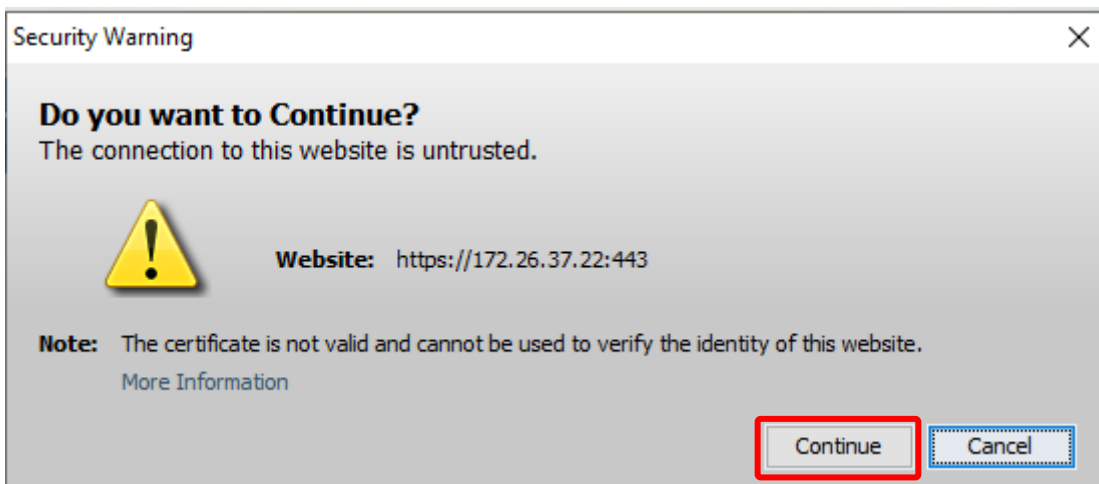 Security Warning
Do you want to Continue?
The connection to this website is untrusted.
Website: https://172.26.37.22:443
Note: The certificate is not valid and cannot be used to verify the identity of this website.
More Information
Continue Cancel